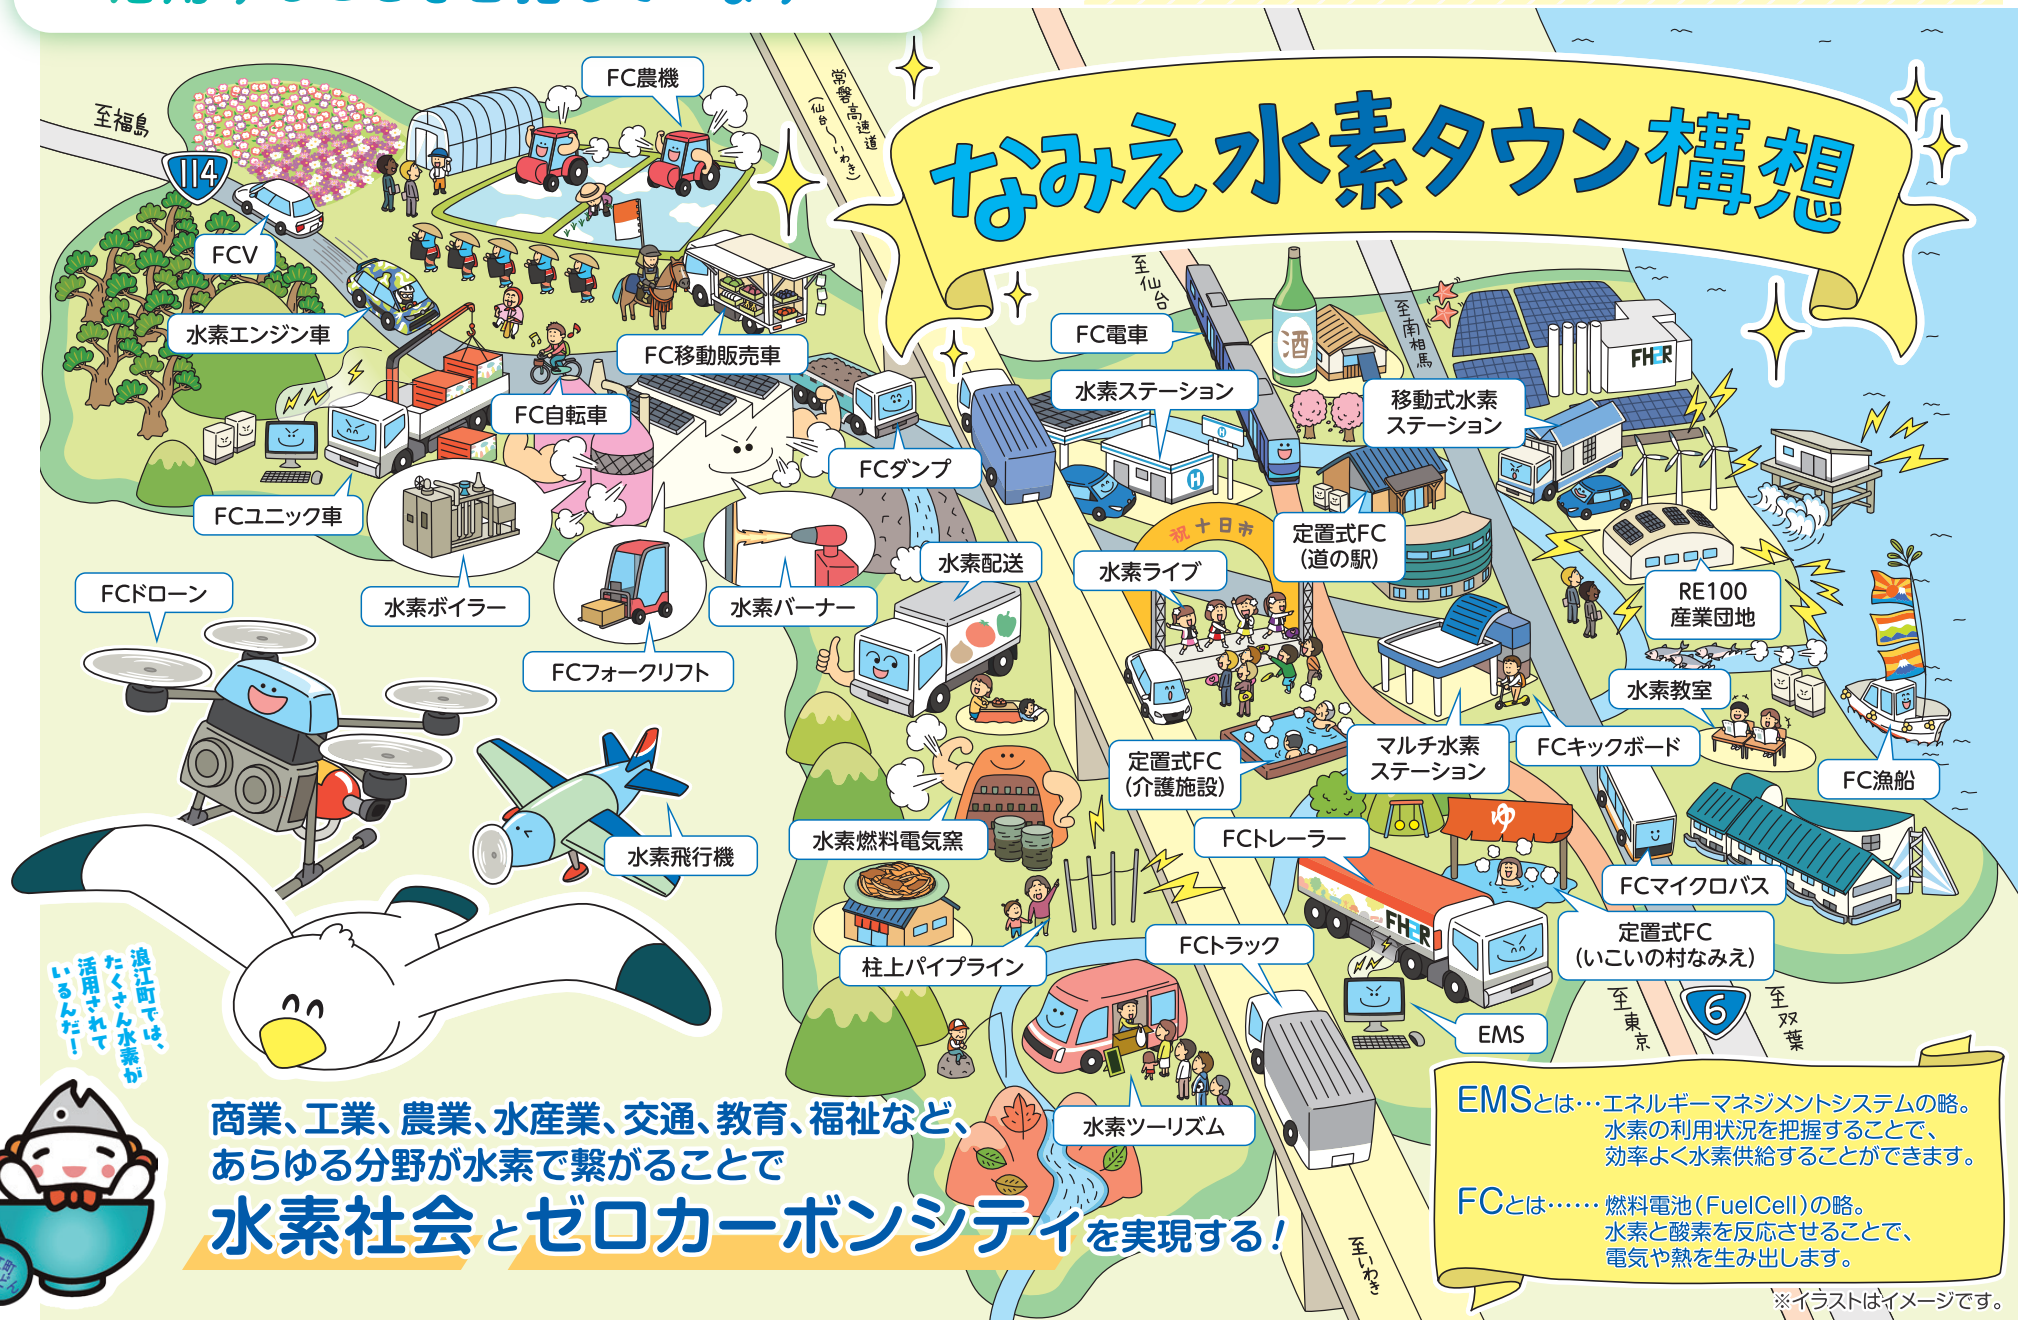 至福島
114
FC農機
常磐高速道
(仙台〜いわき)
なみえ水素タウン構想
FCV
水素エンジン車
FC移動販売車
FC自転車
FCダンプ
FCユニック車
水素ボイラー
FCフォークリフト
水素バーナー
至仙台
FC電車
酒
至南相馬
FH2R
水素ステーション
H
H
移動式水素
ステーション
祝十日市
定置式FC
(道の駅)
水素配送
水素ライブ
RE100
産業団地
FCドローン
水素教室
定置式FC
(介護施設)
マルチ水素
ステーション
FCキックボード
FC漁船
水素飛行機
水素燃料電気窯
FCトレーラー
ゆ
FCマイクロバス
FH2R
柱上パイプライン
FCトラック
定置式FC
(いこいの村なみえ)
EMS
至東京
6
至双葉
水素ツーリズム
至いわき
浪江町では、
たくさん水素が
活用されて
いるんだ!
商業、工業、農業、水産業、交通、教育、福祉など、
あらゆる分野が水素で繋がることで
水素社会とゼロカーボンシティを実現する!
EMSとは…エネルギーマネジメントシステムの略。
水素の利用状況を把握することで、
効率よく水素供給することができます。
FCとは……燃料電池(FuelCell)の略。
水素と酸素を反応させることで、
電気や熱を生み出します。
※イラストはイメージです。